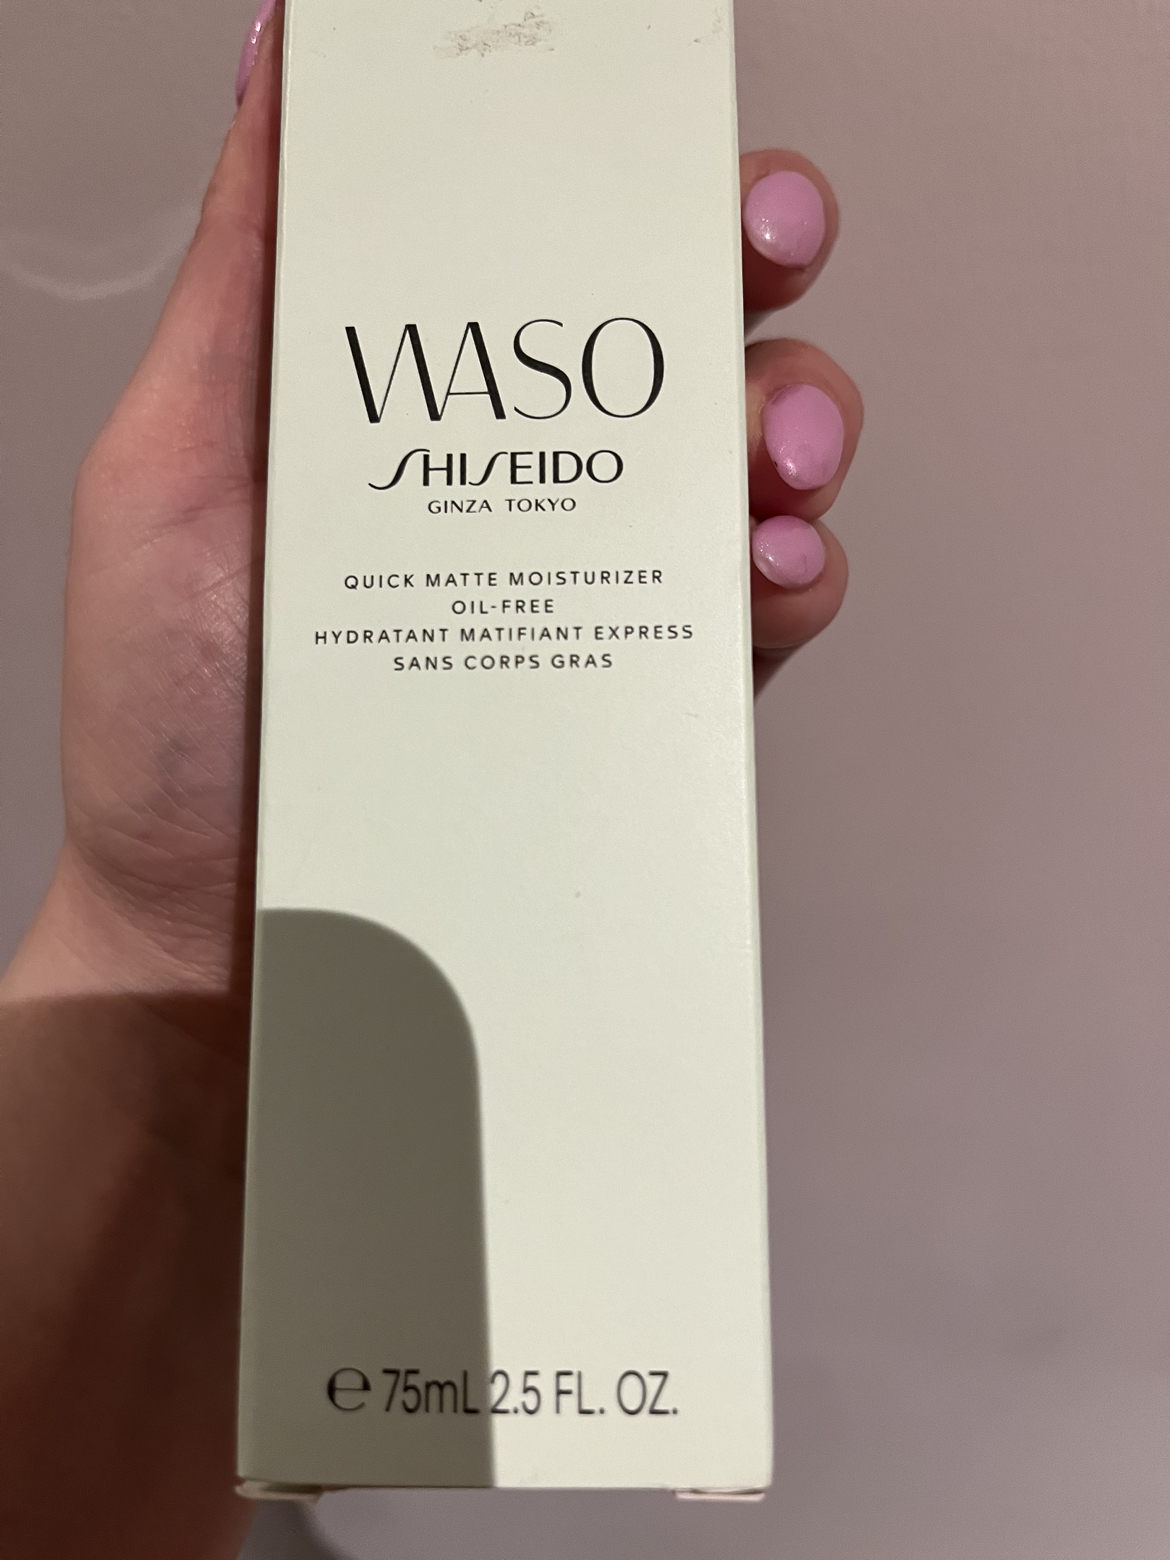 WASO
SHISEIDO
GINZA TOKYO
QUICK MATTE MOISTURIZER
OIL-FREE
HYDRATANT MATIFIANT EXPRESS
SANS CORPS GRAS
℮ 75mL 2.5 FL. OZ.